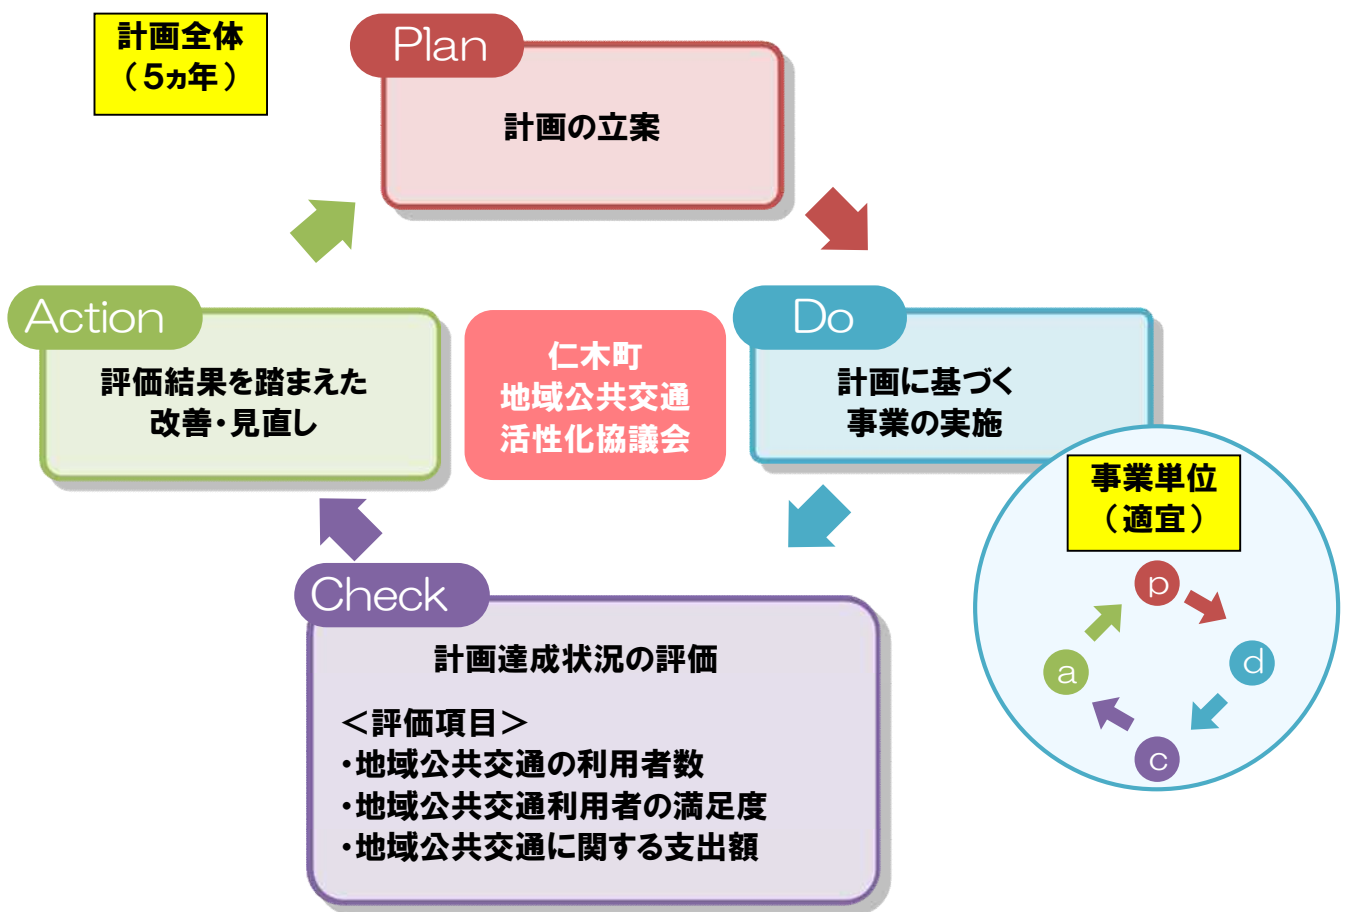 計画全体
（5ヵ年）
Plan
計画の立案
Action
評価結果を踏まえた
改善・見直し
仁木町
地域公共交通
活性化協議会
Do
計画に基づく
事業の実施
事業単位
（適宜）
p
d
c
a
Check
計画達成状況の評価
＜評価項目＞
・地域公共交通の利用者数
・地域公共交通利用者の満足度
・地域公共交通に関する支出額